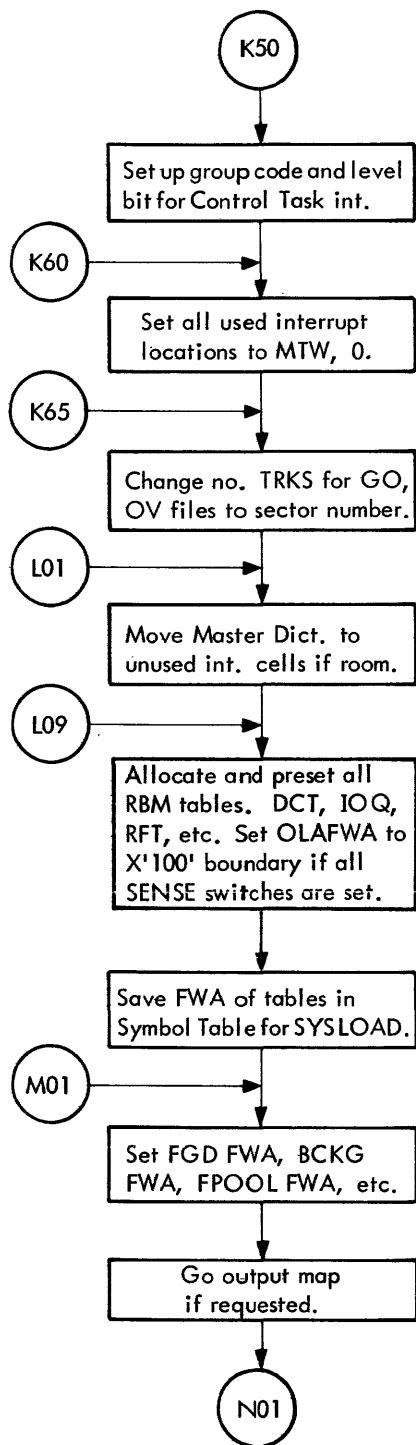 K50
Set up group code and level
bit for Control Task int.
K60
Set all used interrupt
locations to MTW, 0.
K65
Change no. TRKS for GO,
OV files to sector number.
L01
Move Master Dict. to
unused int. cells if room.
L09
Allocate and preset all
RBM tables. DCT, IOQ,
RFT, etc. Set OLAFWA to
X'100' boundary if all
SENSE switches are set.
Save FWA of tables in
Symbol Table for SYSLOAD.
M01
Set FGD FWA, BCKG
FWA, FPOOL FWA, etc.
Go output map
if requested.
N01